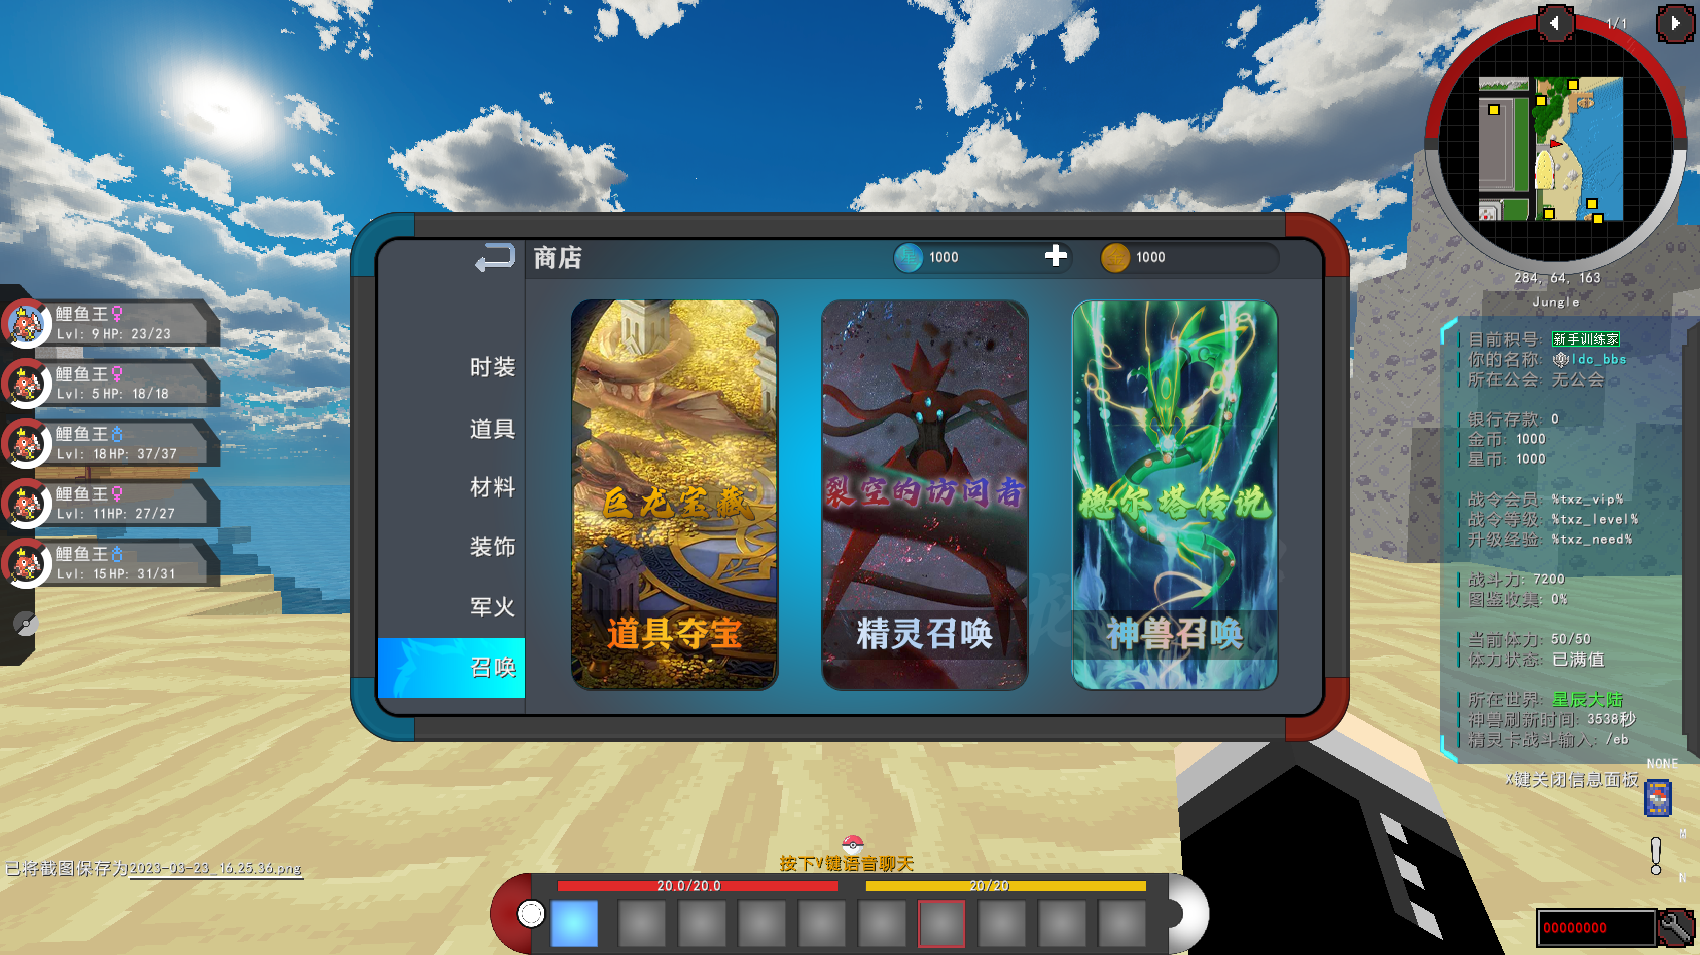 1/1
284, 64, 163
Jungle
商店
1000
1000
时装
道具
材料
装饰
军火
召唤
巨龙宝藏
道具夺宝
裂空的访问者
精灵召唤
德尔塔传说
神兽召唤
鲤鱼王♀
Lvl: 9 HP: 23/23
鲤鱼王♀
Lvl: 5 HP: 18/18
鲤鱼王♂
Lvl: 18 HP: 37/37
鲤鱼王♀
Lvl: 11 HP: 27/27
鲤鱼王♂
Lvl: 15 HP: 31/31
目前积号: 新手训练家
你的名称: ldc_bbs
所在公会: 无公会
银行存款: 0
金币: 1000
星币: 1000
战令会员: %txz_vip%
战令等级: %txz_level%
升级经验: %txz_need%
战斗力: 7200
图鉴收集: 0%
当前体力: 50/50
体力状态: 已满值
所在世界: 星辰大陆
神兽刷新时间: 3538秒
精灵卡战斗输入: /eb
NONE
X键关闭信息面板
M
N
已将截图保存为2023-03-23_16.25.36.png
按下V键语音聊天
20.0/20.0
20/20
00000000